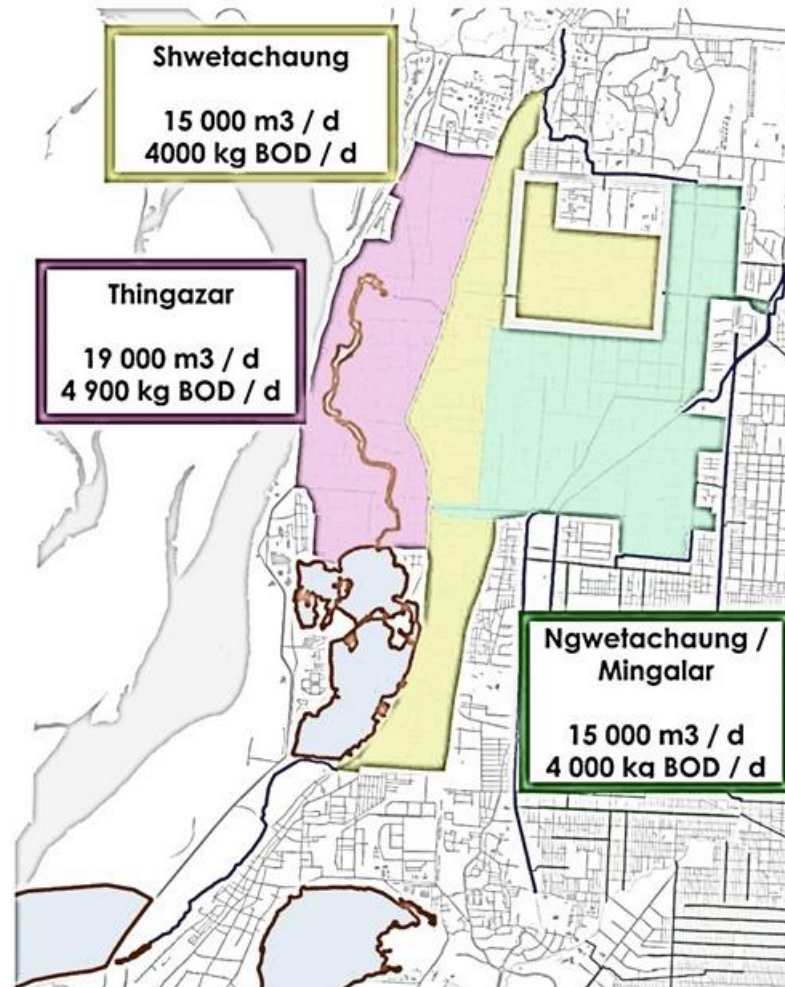 Shwetachaung
15 000 m3 / d
4000 kg BOD / d
Thingazar
19 000 m3 / d
4 900 kg BOD / d
Ngwetachaung /
Mingalar
15 000 m3 / d
4 000 kg BOD / d